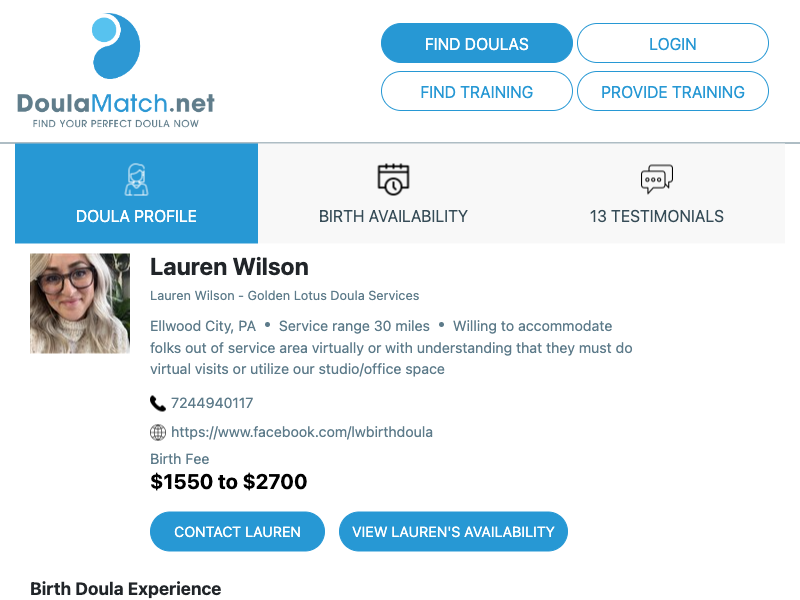 DoulaMatch.net
FIND YOUR PERFECT DOULA NOW
FIND DOULAS
LOGIN
FIND TRAINING
PROVIDE TRAINING
DOULA PROFILE
BIRTH AVAILABILITY
13 TESTIMONIALS
Lauren Wilson
Lauren Wilson - Golden Lotus Doula Services
Ellwood City, PA • Service range 30 miles • Willing to accommodate
folks out of service area virtually or with understanding that they must do
virtual visits or utilize our studio/office space
7244940117
https://www.facebook.com/lwbirthdoula
Birth Fee
$1550 to $2700
CONTACT LAUREN
VIEW LAUREN'S AVAILABILITY
Birth Doula Experience